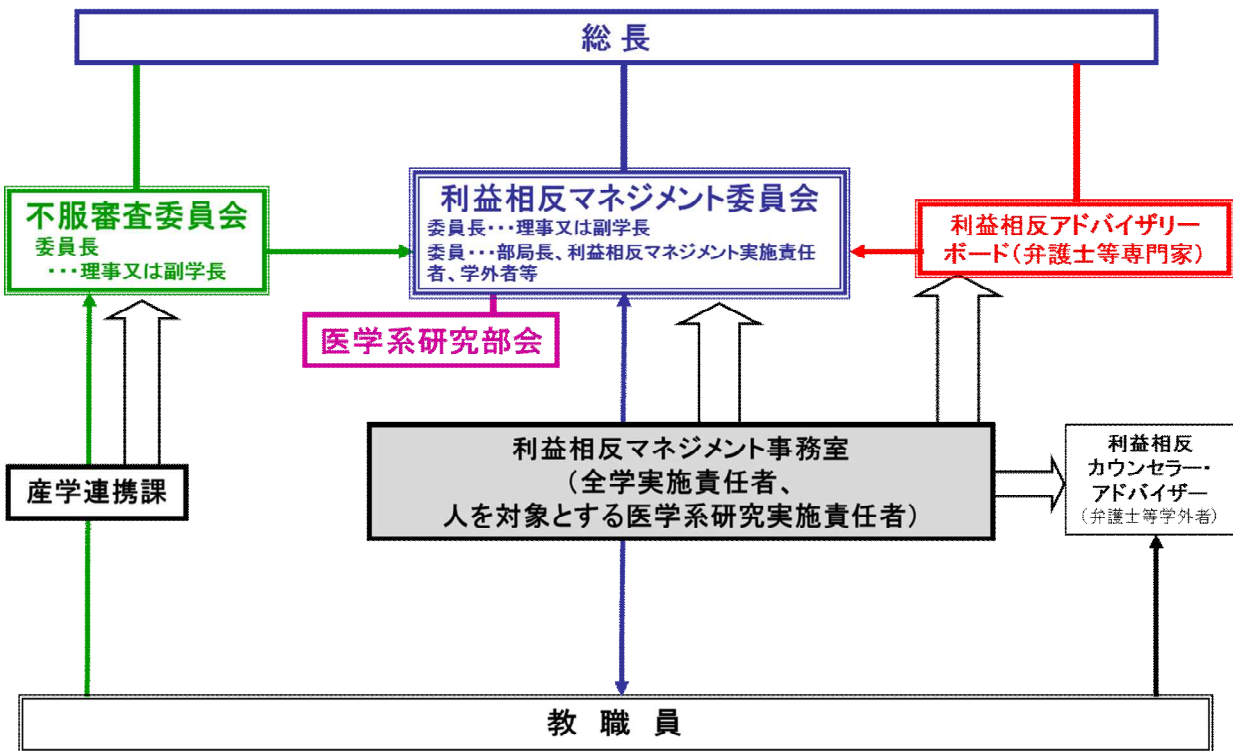 総 長
不服審査委員会
委員長
・・・理事又は副学長
利益相反マネジメント委員会
委員長・・・理事又は副学長
委員・・・部局長、利益相反マネジメント実施責任
者、学外者等
利益相反アドバイザリー
ボード(弁護士等専門家)
医学系研究部会
産学連携課
利益相反マネジメント事務室
(全学実施責任者、
人を対象とする医学系研究実施責任者)
利益相反
カウンセラー・
アドバイザー
(弁護士等学外者)
教 職 員